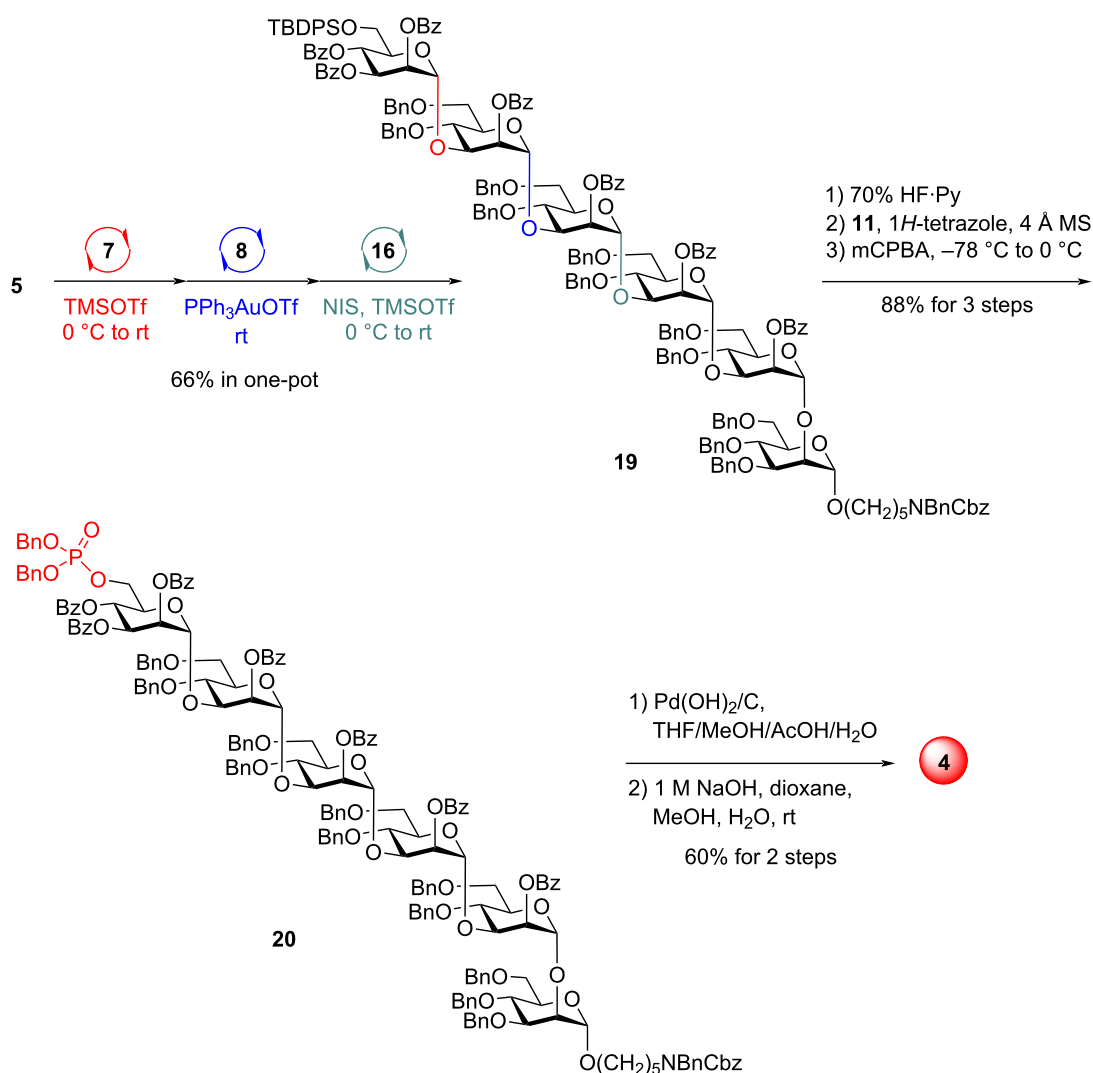 TBDPSO
OBz
BzO
O
BzO
BnO
OBz
BnO
O
O
BnO
OBz
BnO
O
O
BnO
OBz
BnO
O
O
BnO
OBz
BnO
O
O
O
BnO
BnO
O
BnO
O(CH2)5NBnCbz
19
5
7
TMSOTf
0 °C to rt
8
PPh3AuOTf
rt
16
NIS, TMSOTf
0 °C to rt
66% in one-pot
1) 70% HF·Py
2) 11, 1H-tetrazole, 4 Å MS
3) mCPBA, –78 °C to 0 °C
88% for 3 steps
BnO
O
P
BnO
O
OBz
BzO
O
BzO
BnO
OBz
BnO
O
O
BnO
OBz
BnO
O
O
BnO
OBz
BnO
O
O
BnO
OBz
BnO
O
O
O
BnO
BnO
O
BnO
O(CH2)5NBnCbz
20
1) Pd(OH)2/C,
THF/MeOH/AcOH/H2O
2) 1 M NaOH, dioxane,
MeOH, H2O, rt
60% for 2 steps
4